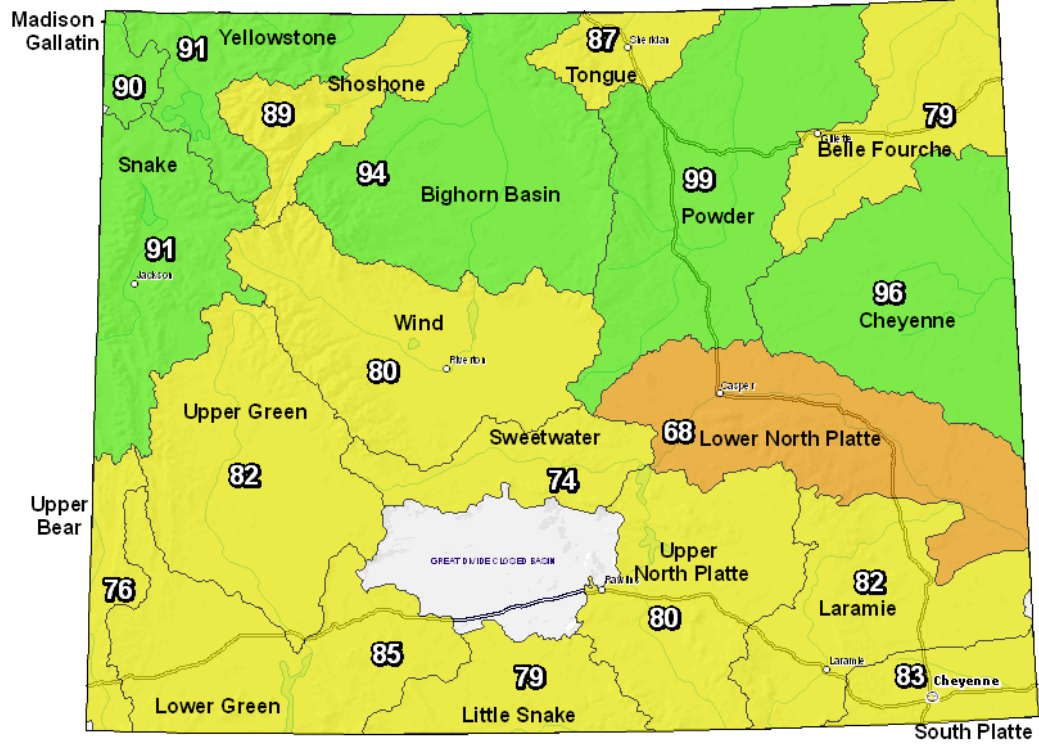 Madison
Gallatin
91
Yellowstone
87
Sheridan
Tongue
90
Shoshone
89
79
Gillette
Belle Fourche
Snake
94
Bighorn Basin
99
Powder
91
Jackson
96
Cheyenne
Wind
80
Riverton
Casper
Upper Green
Sweetwater
68
Lower North Platte
82
74
Upper
Bear
GREAT DIVIDE CLOSED BASIN
Upper
North Platte
76
Rawlins
82
Laramie
80
85
Laramie
79
83
Cheyenne
Lower Green
Little Snake
South Platte